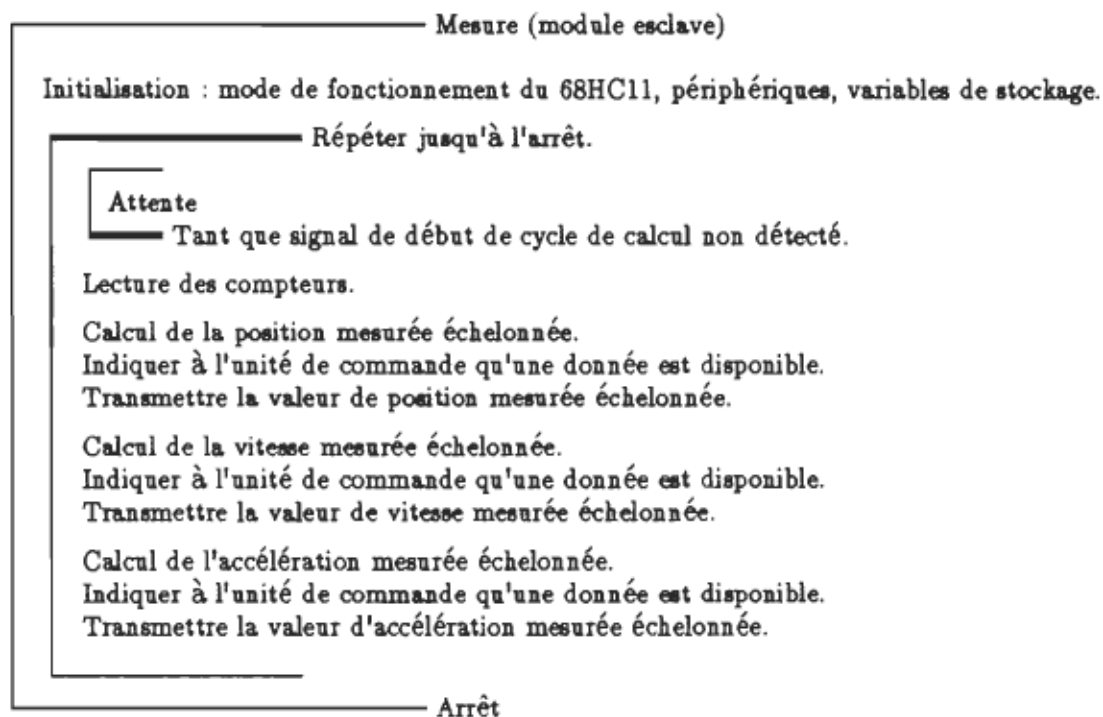 Mesure (module esclave)
Initialisation : mode de fonctionnement du 68HC11, périphériques, variables de stockage.
Répéter jusqu'à l'arrêt.
Attente
Tant que signal de début de cycle de calcul non détecté.
Lecture des compteurs.
Calcul de la position mesurée échelonnée.
Indiquer à l'unité de commande qu'une donnée est disponible.
Transmettre la valeur de position mesurée échelonnée.
Calcul de la vitesse mesurée échelonnée.
Indiquer à l'unité de commande qu'une donnée est disponible.
Transmettre la valeur de vitesse mesurée échelonnée.
Calcul de l'accélération mesurée échelonnée.
Indiquer à l'unité de commande qu'une donnée est disponible.
Transmettre la valeur d'accélération mesurée échelonnée.
Arrêt